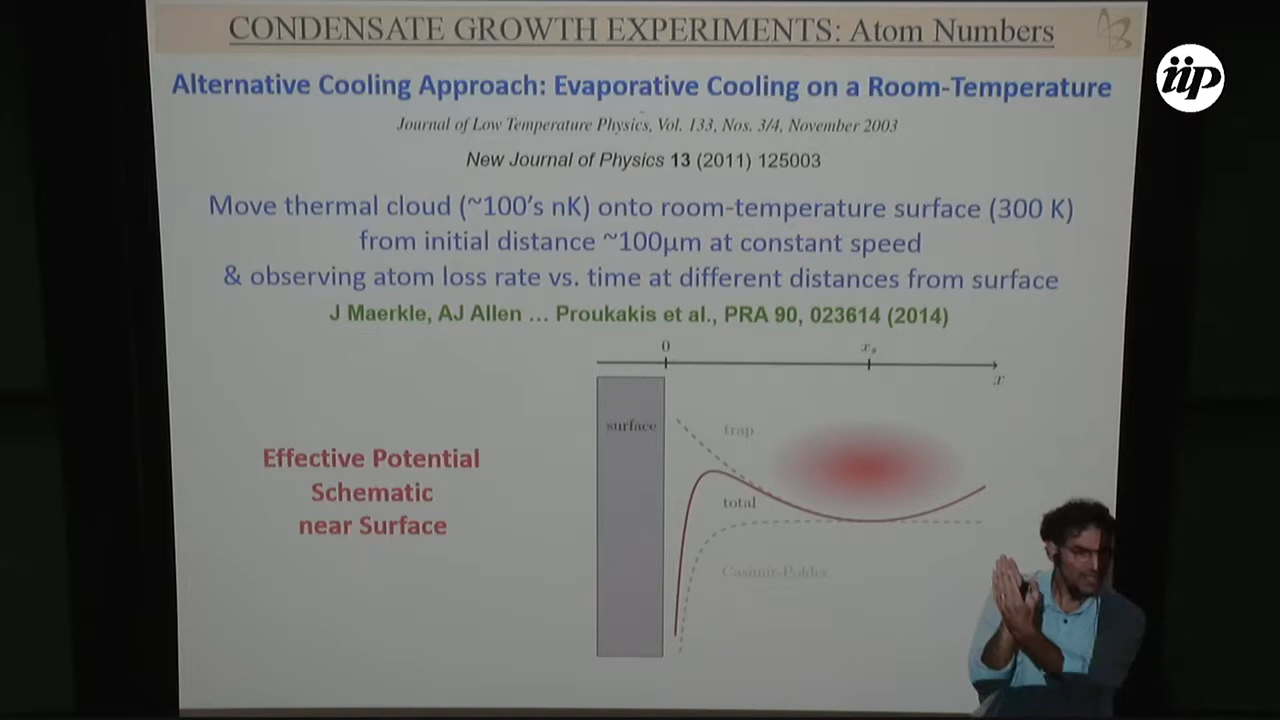 CONDENSATE GROWTH EXPERIMENTS: Atom Numbers
iip
Alternative Cooling Approach: Evaporative Cooling on a Room-Temperature
Journal of Low Temperature Physics, Vol. 133, Nos. 3/4, November 2003
New Journal of Physics 13 (2011) 125003
Move thermal cloud (~100's nK) onto room-temperature surface (300 K)
from initial distance ~100μm at constant speed
& observing atom loss rate vs. time at different distances from surface
J Maerkle, AJ Allen … Proukakis et al., PRA 90, 023614 (2014)
0
xs
x
surface
trap
total
Casimir-Polder
Effective Potential
Schematic
near Surface